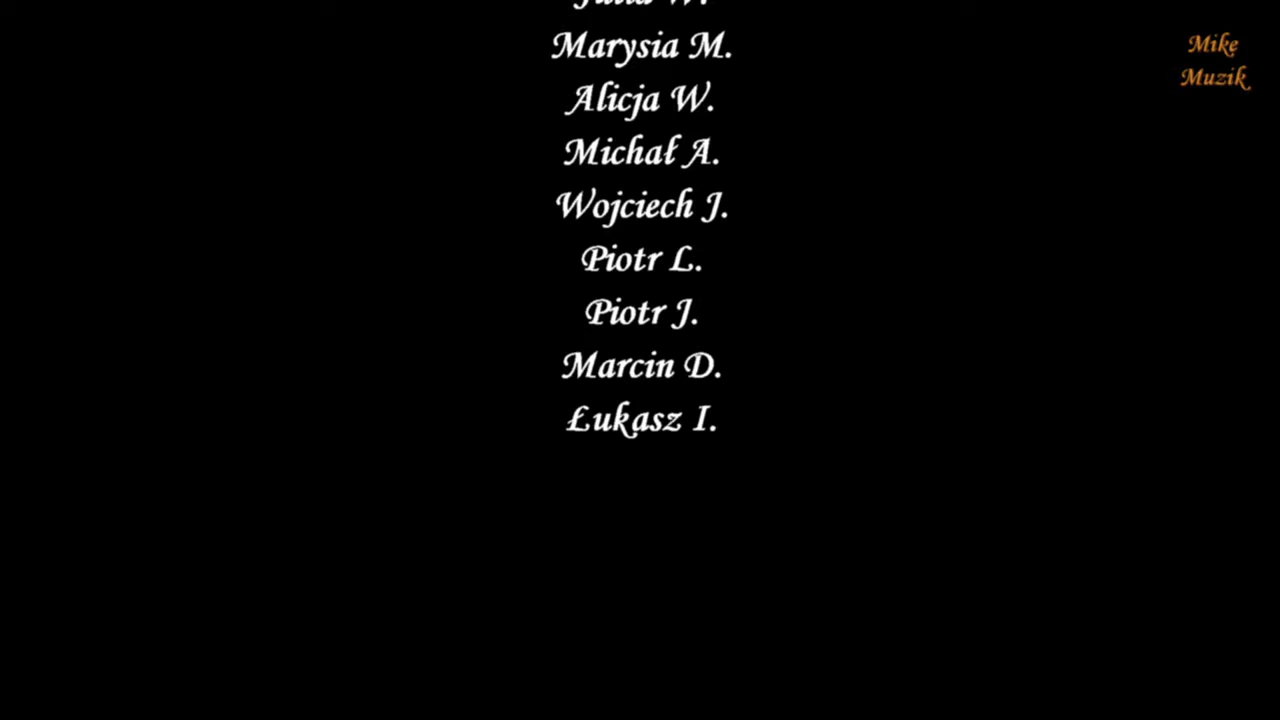 Marysia M.
Alicja W.
Michał A.
Wojciech J.
Piotr L.
Piotr J.
Marcin D.
Łukasz I.
Mike
Muzik